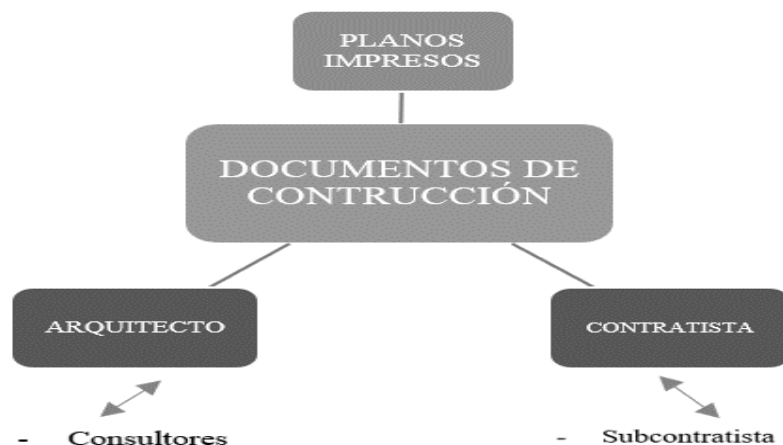 PLANOS
IMPRESOS
DOCUMENTOS DE
CONTRUCCIÓN
ARQUITECTO
CONTRATISTA
- Consultores
- Subcontratista